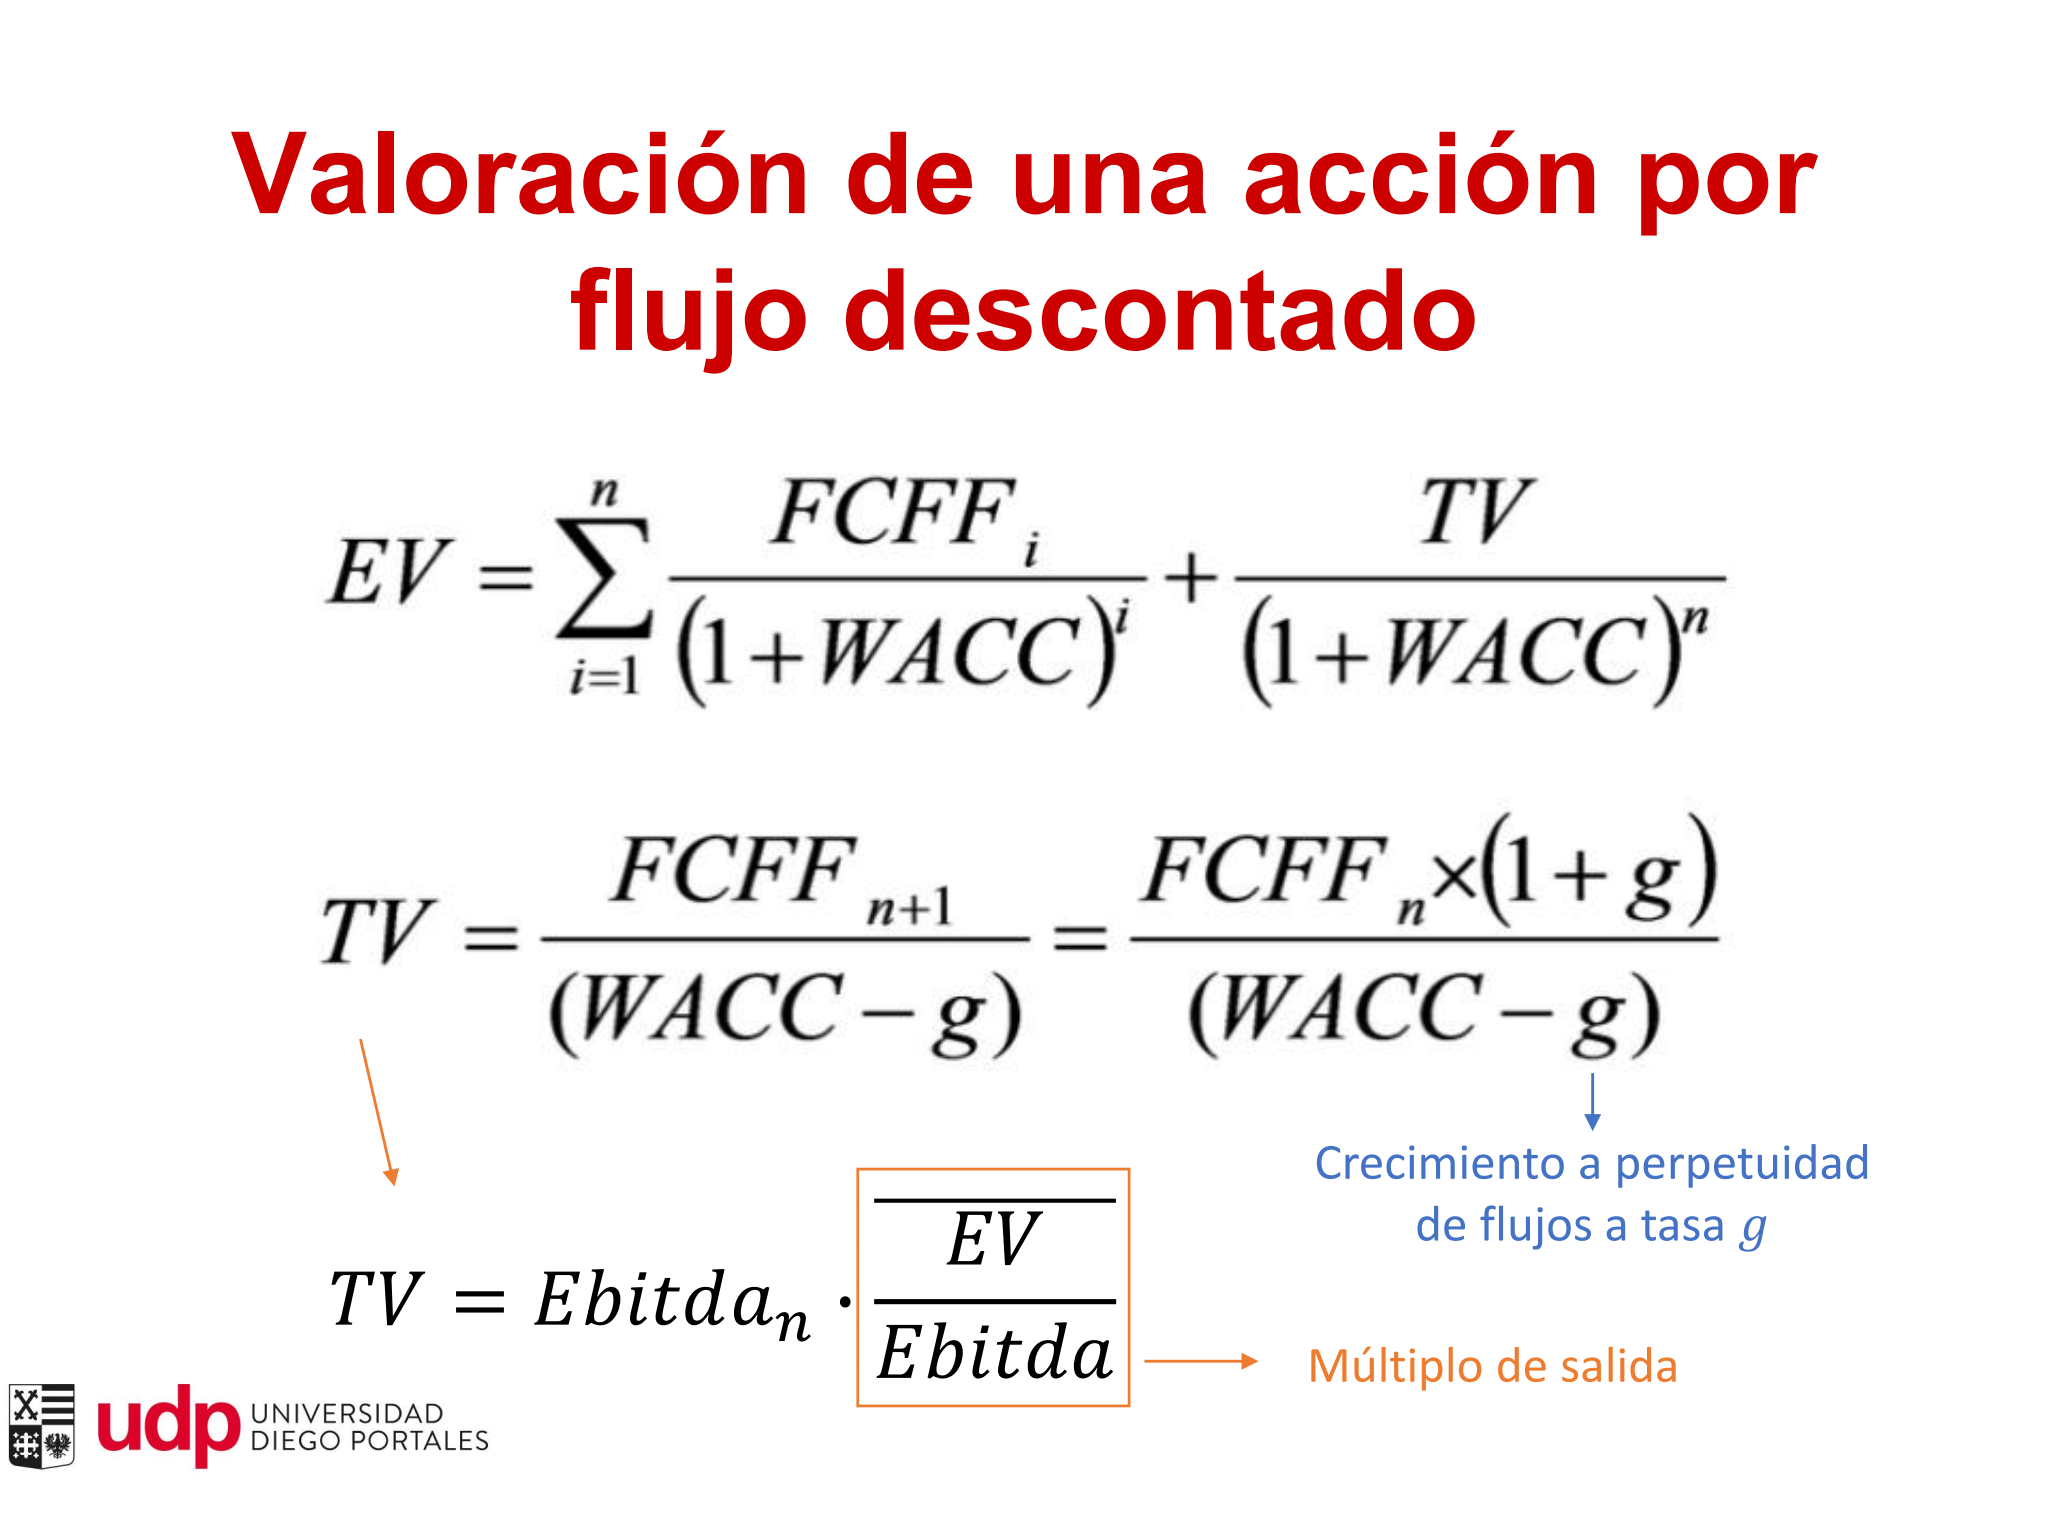 Valoración de una acción por
flujo descontado
EV = \sum_{i=1}^{n} \frac{FCFF_i}{(1+WACC)^i} + \frac{TV}{(1+WACC)^n}
TV = \frac{FCFF_{n+1}}{(WACC-g)} = \frac{FCFF_n×(1+g)}{(WACC-g)}
Crecimiento a perpetuidad
de flujos a tasa g
TV = Ebitda_n · \overline{\frac{EV}{Ebitda}}
Múltiplo de salida
udp UNIVERSIDAD
DIEGO PORTALES